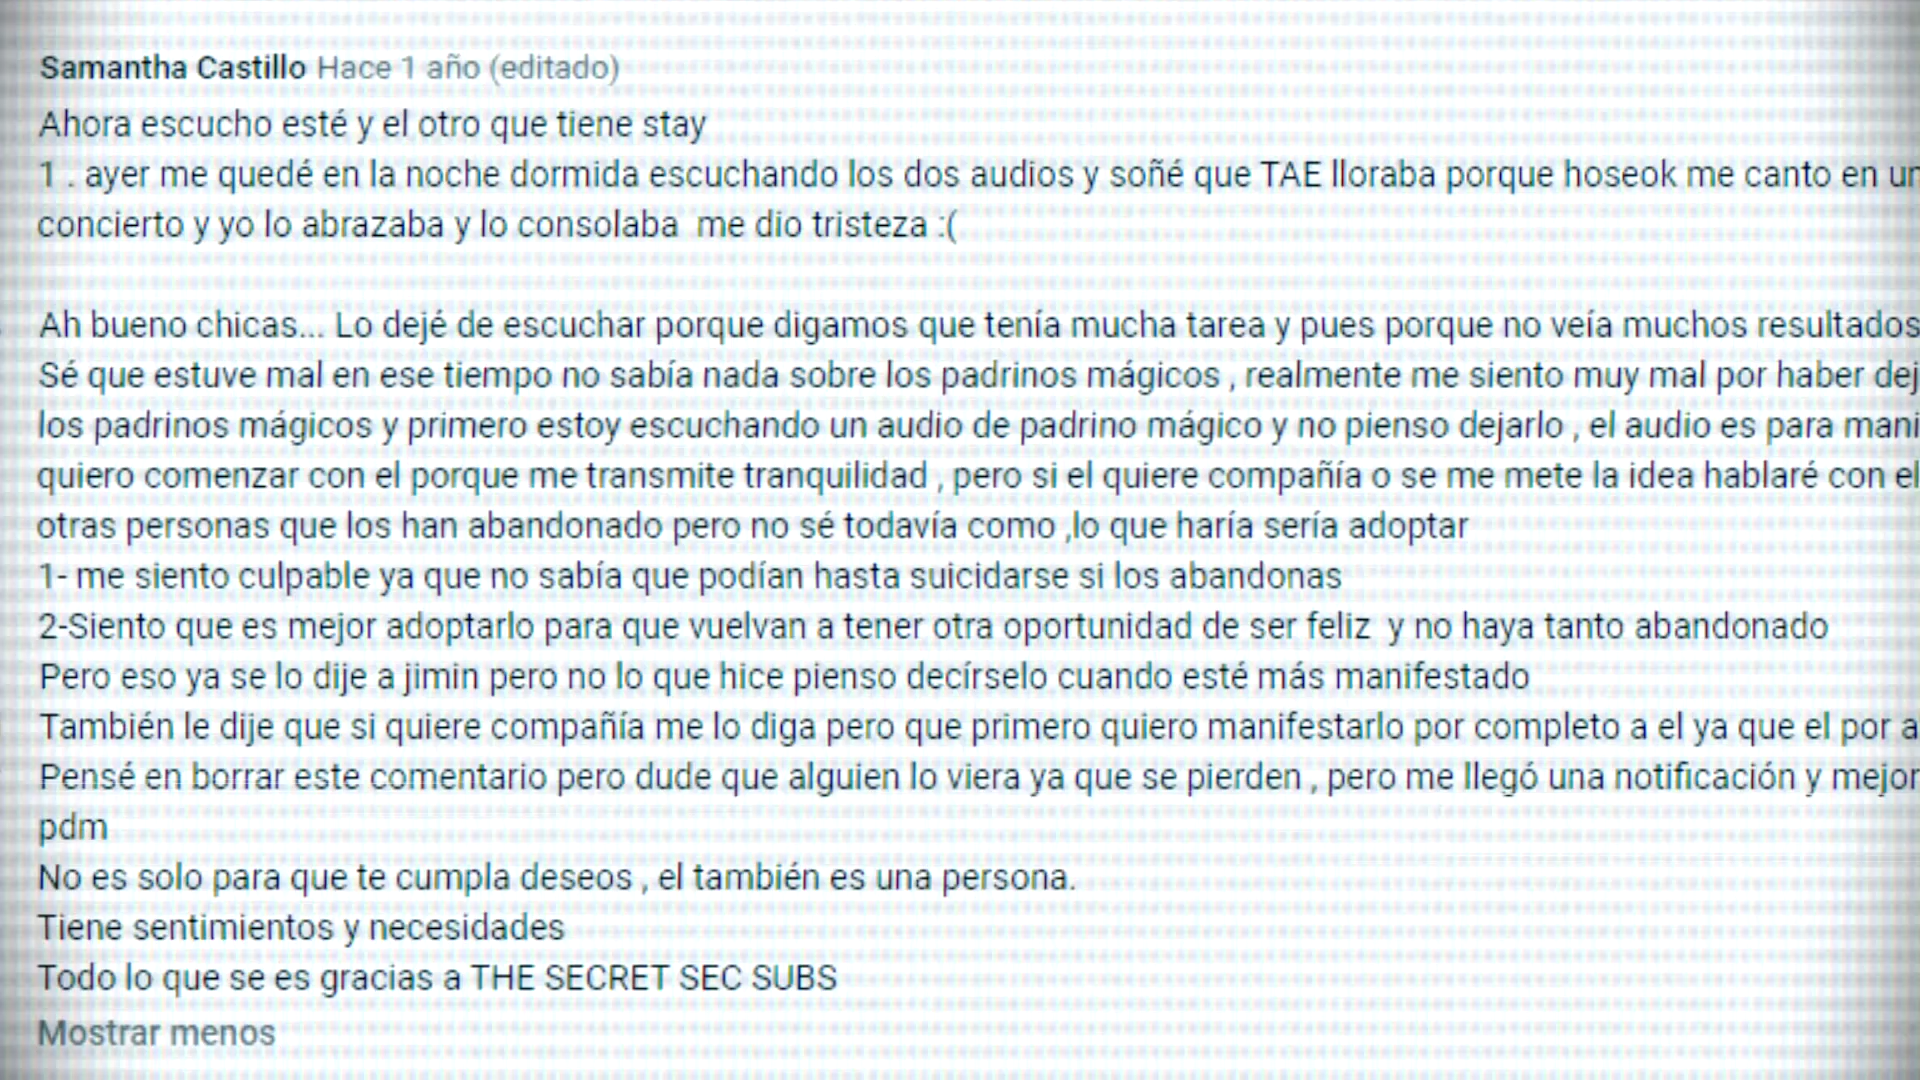 Samantha Castillo Hace 1 año (editado)
Ahora escucho esté y el otro que tiene stay
1 . ayer me quedé en la noche dormida escuchando los dos audios y soñé que TAE lloraba porque hoseok me canto en un
concierto y yo lo abrazaba y lo consolaba me dio tristeza :(
Ah bueno chicas... Lo dejé de escuchar porque digamos que tenía mucha tarea y pues porque no veía muchos resultados
Sé que estuve mal en ese tiempo no sabía nada sobre los padrinos mágicos , realmente me siento muy mal por haber dej
los padrinos mágicos y primero estoy escuchando un audio de padrino mágico y no pienso dejarlo , el audio es para mani
quiero comenzar con el porque me transmite tranquilidad , pero si el quiere compañía o se me mete la idea hablaré con el
otras personas que los han abandonado pero no sé todavía como ,lo que haría sería adoptar
1- me siento culpable ya que no sabía que podían hasta suicidarse si los abandonas
2-Siento que es mejor adoptarlo para que vuelvan a tener otra oportunidad de ser feliz y no haya tanto abandonado
Pero eso ya se lo dije a jimin pero no lo que hice pienso decírselo cuando esté más manifestado
También le dije que si quiere compañía me lo diga pero que primero quiero manifestarlo por completo a el ya que el por a
Pensé en borrar este comentario pero dude que alguien lo viera ya que se pierden , pero me llegó una notificación y mejor
pdm
No es solo para que te cumpla deseos , el también es una persona.
Tiene sentimientos y necesidades
Todo lo que se es gracias a THE SECRET SEC SUBS
Mostrar menos